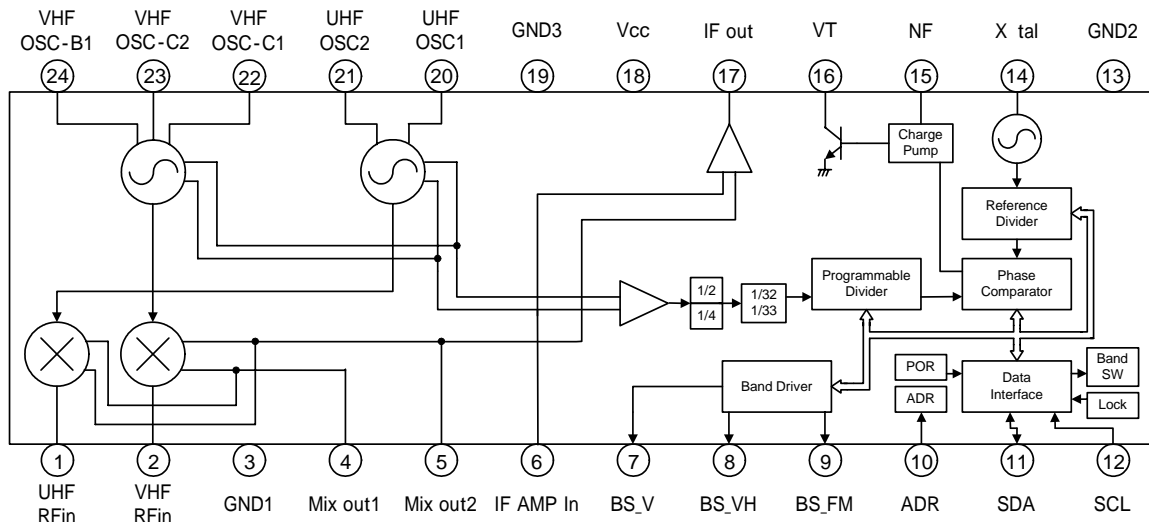 VHF
OSC-B1
VHF
OSC-C2
VHF
OSC-C1
UHF
OSC2
UHF
OSC1
GND3
Vcc
IF out
VT
NF
X tal
GND2
24
23
22
21
20
19
18
17
16
15
14
13
Charge
Pump
Reference
Divider
Programmable
Divider
Phase
Comparator
1/2
1/4
1/32
1/33
Band Driver
POR
ADR
Data
Interface
Band
SW
Lock
1
2
3
4
5
6
7
8
9
10
11
12
UHF
RFin
VHF
RFin
GND1
Mix out1
Mix out2
IF AMP In
BS_V
BS_VH
BS_FM
ADR
SDA
SCL